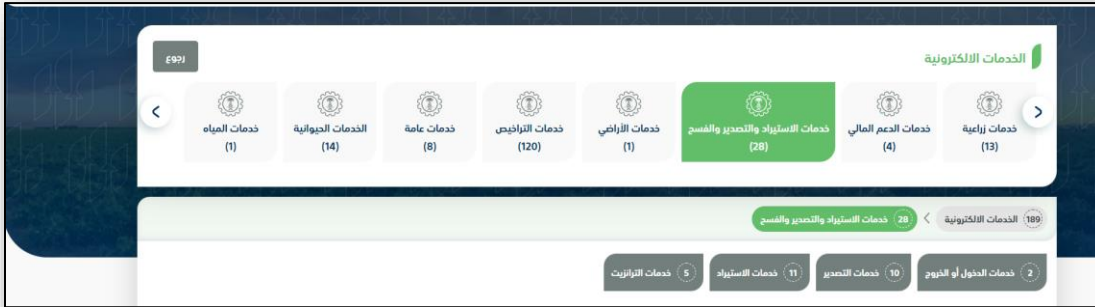 الخدمات الالكترونية
رجوع
خدمات زراعية
(13)
خدمات الدعم المالي
(4)
خدمات الاستيراد والتصدير والفسح
(28)
خدمات الأراضي
(1)
خدمات التراخيص
(120)
خدمات عامة
(8)
الخدمات الحيوانية
(14)
خدمات المياه
(1)
189 الخدمات الالكترونية
28 خدمات الاستيراد والتصدير والفسح
2 خدمات الدخول أو الخروج
10 خدمات التصدير
11 خدمات الاستيراد
5 خدمات الترانزيت